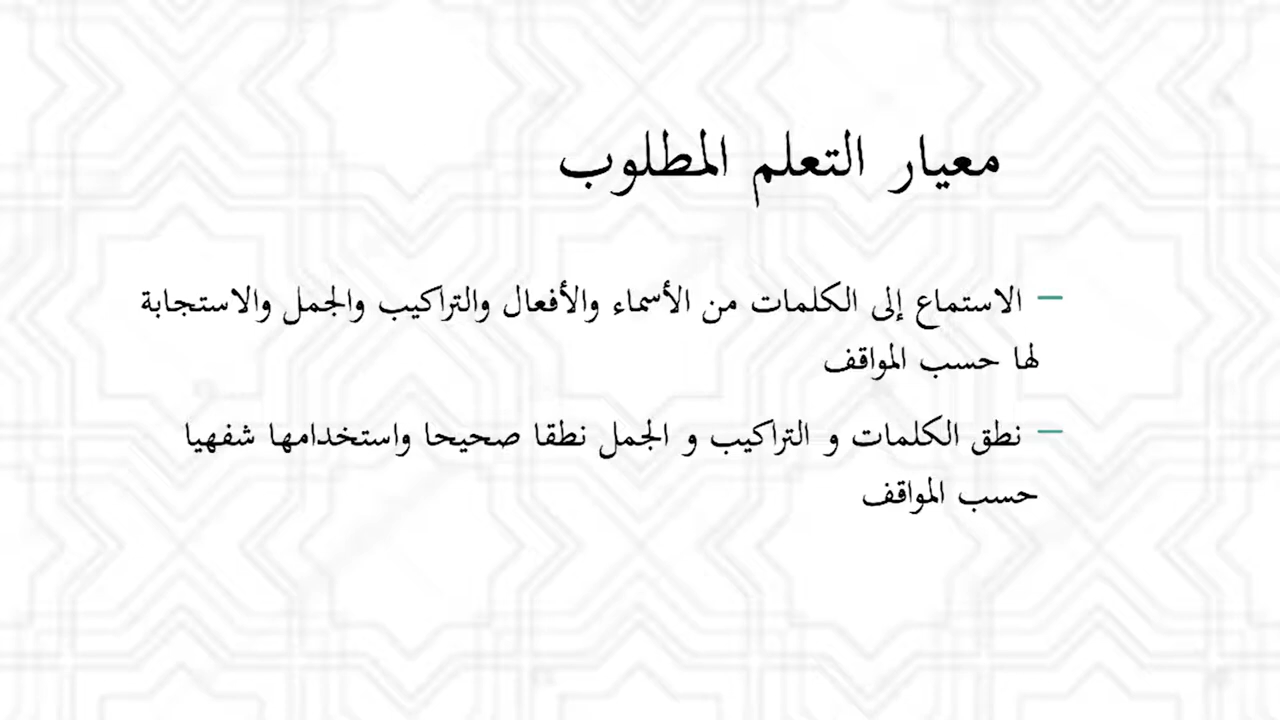 معيار التعلم المطلوب
– الاستماع إلى الكلمات من الأسماء والأفعال والتراكيب والجمل والاستجابة
لها حسب المواقف
– نطق الكلمات و التراكيب و الجمل نطقا صحيحا واستخدامها شفهيا
حسب المواقف